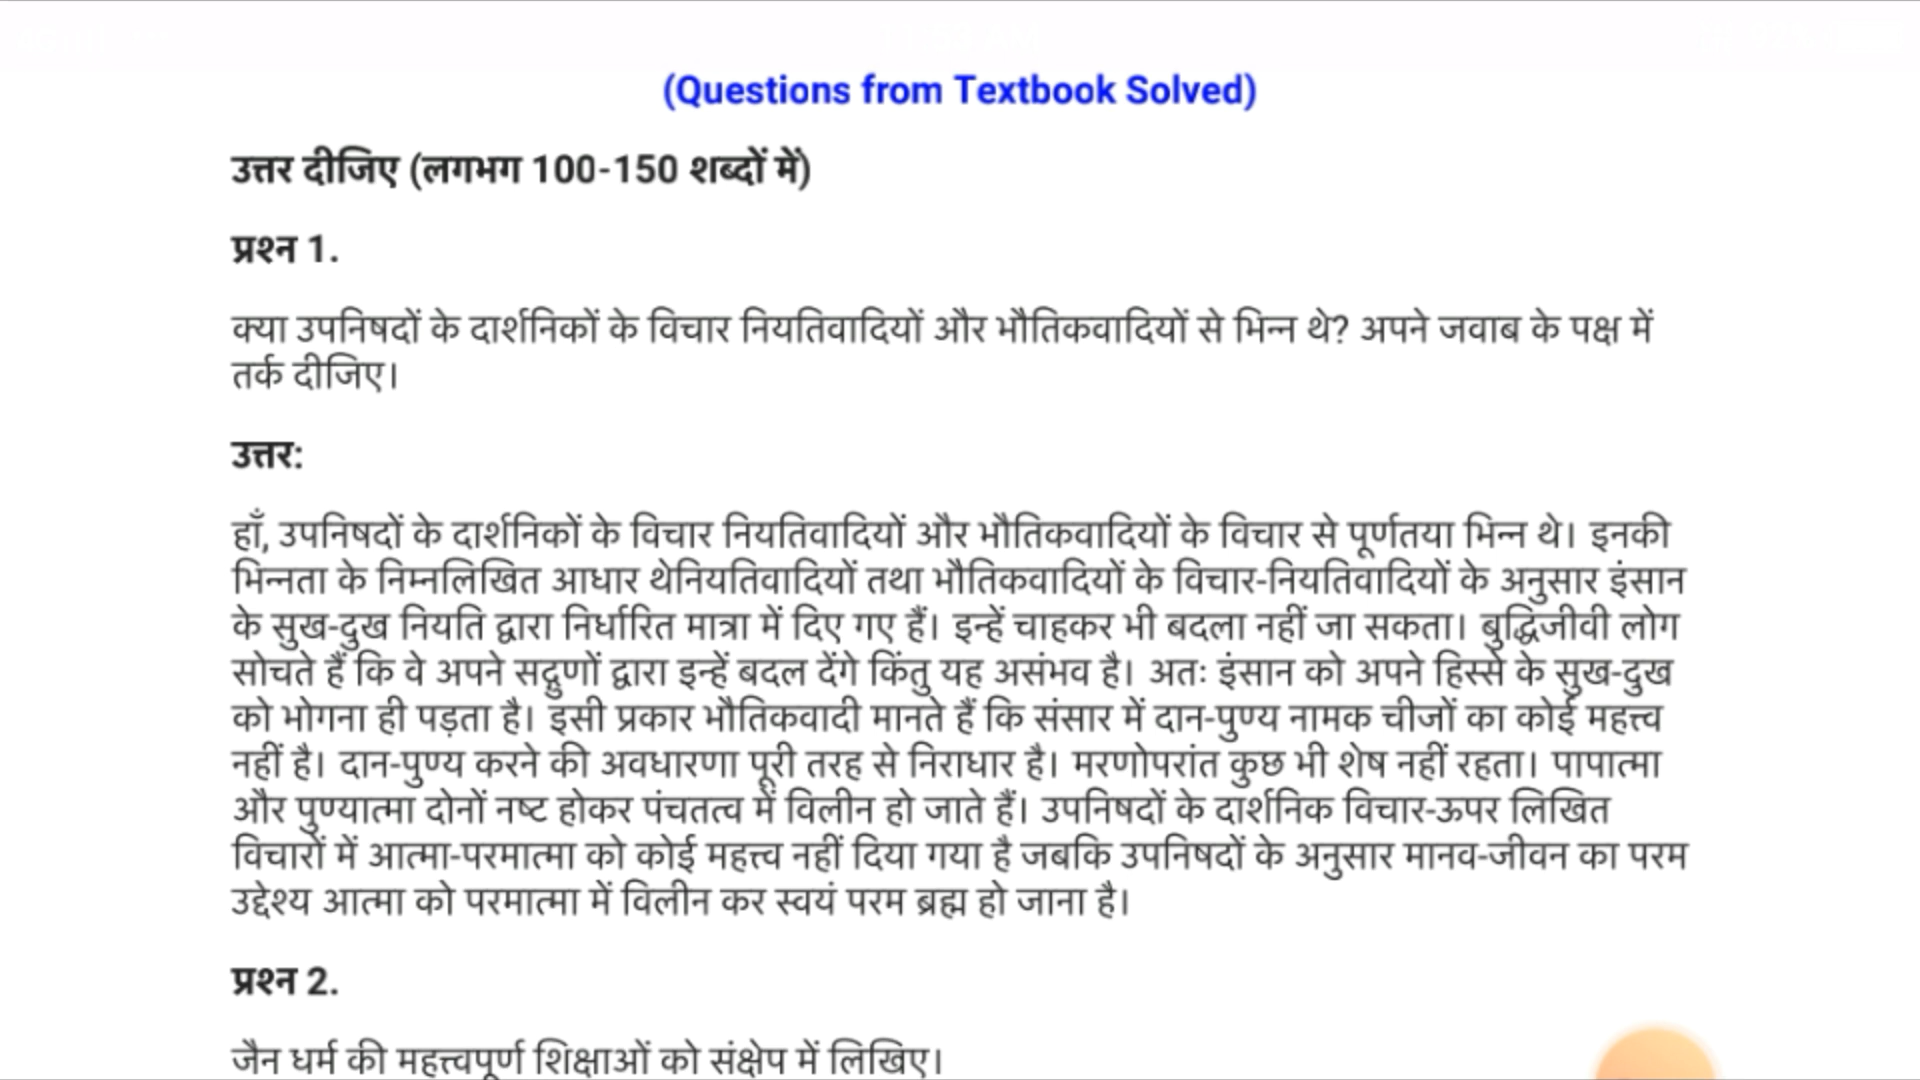 (Questions from Textbook Solved)
उत्तर दीजिए (लगभग 100-150 शब्दों में)
प्रश्न 1.
क्या उपनिषदों के दार्शनिकों के विचार नियतिवादियों और भौतिकवादियों से भिन्न थे? अपने जवाब के पक्ष में
तर्क दीजिए।
उत्तर:
हाँ, उपनिषदों के दार्शनिकों के विचार नियतिवादियों और भौतिकवादियों के विचार से पूर्णतया भिन्न थे। इनकी
भिन्नता के निम्नलिखित आधार थेनियतिवादियों तथा भौतिकवादियों के विचार-नियतिवादियों के अनुसार इंसान
के सुख-दुख नियति द्वारा निर्धारित मात्रा में दिए गए हैं। इन्हें चाहकर भी बदला नहीं जा सकता। बुद्धिजीवी लोग
सोचते हैं कि वे अपने सद्गुणों द्वारा इन्हें बदल देंगे किंतु यह असंभव है। अतः इंसान को अपने हिस्से के सुख-दुख
को भोगना ही पड़ता है। इसी प्रकार भौतिकवादी मानते हैं कि संसार में दान-पुण्य नामक चीजों का कोई महत्त्व
नहीं है। दान-पुण्य करने की अवधारणा पूरी तरह से निराधार है। मरणोपरांत कुछ भी शेष नहीं रहता। पापात्मा
और पुण्यात्मा दोनों नष्ट होकर पंचतत्व में विलीन हो जाते हैं। उपनिषदों के दार्शनिक विचार-ऊपर लिखित
विचारों में आत्मा-परमात्मा को कोई महत्त्व नहीं दिया गया है जबकि उपनिषदों के अनुसार मानव-जीवन का परम
उद्देश्य आत्मा को परमात्मा में विलीन कर स्वयं परम ब्रह्म हो जाना है।
प्रश्न 2.
जैन धर्म की महत्त्वपूर्ण शिक्षाओं को संक्षेप में लिखिए।